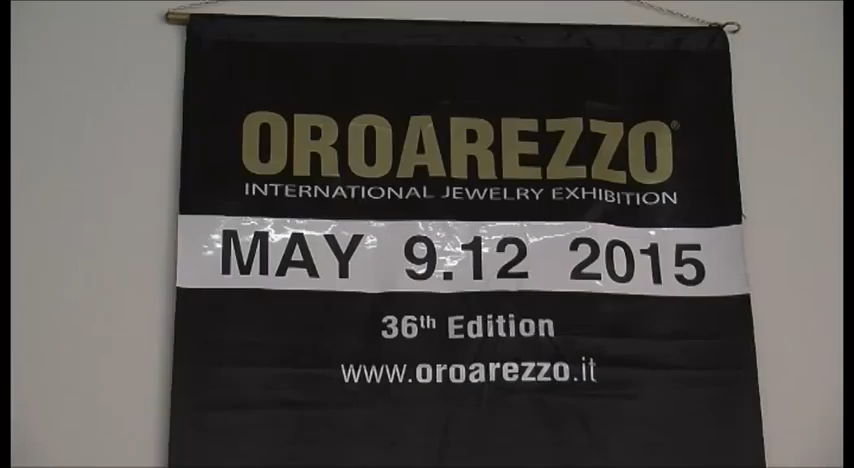 OROAREZZO®
INTERNATIONAL JEWELRY EXHIBITION
MAY 9.12 2015
36th Edition
www.oroarezzo.it